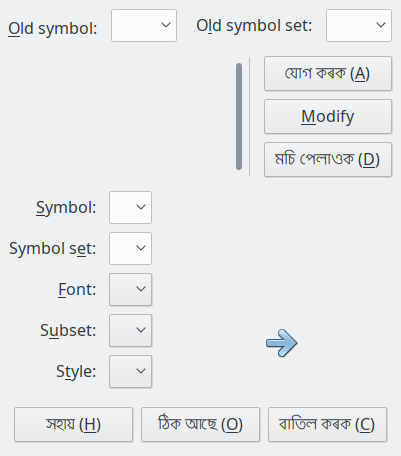 Old symbol: Old symbol set:
যোগ কৰক (A)
Modify
মচি পেলাওক (D)
Symbol:
Symbol set:
Font:
Subset:
Style:
সহায় (H) ঠিক আছে (O) বাতিল কৰক (C)